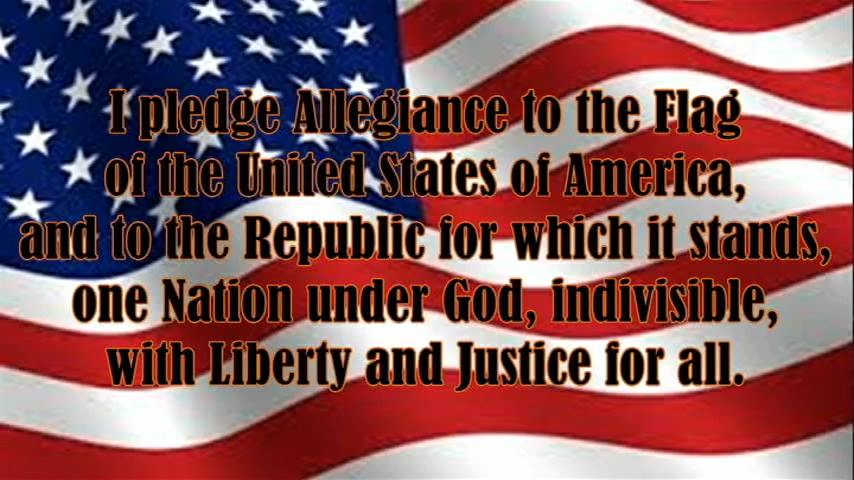 I pledge Allegiance to the Flag
of the United States of America,
and to the Republic for which it stands,
one Nation under God, indivisible,
with Liberty and Justice for all.